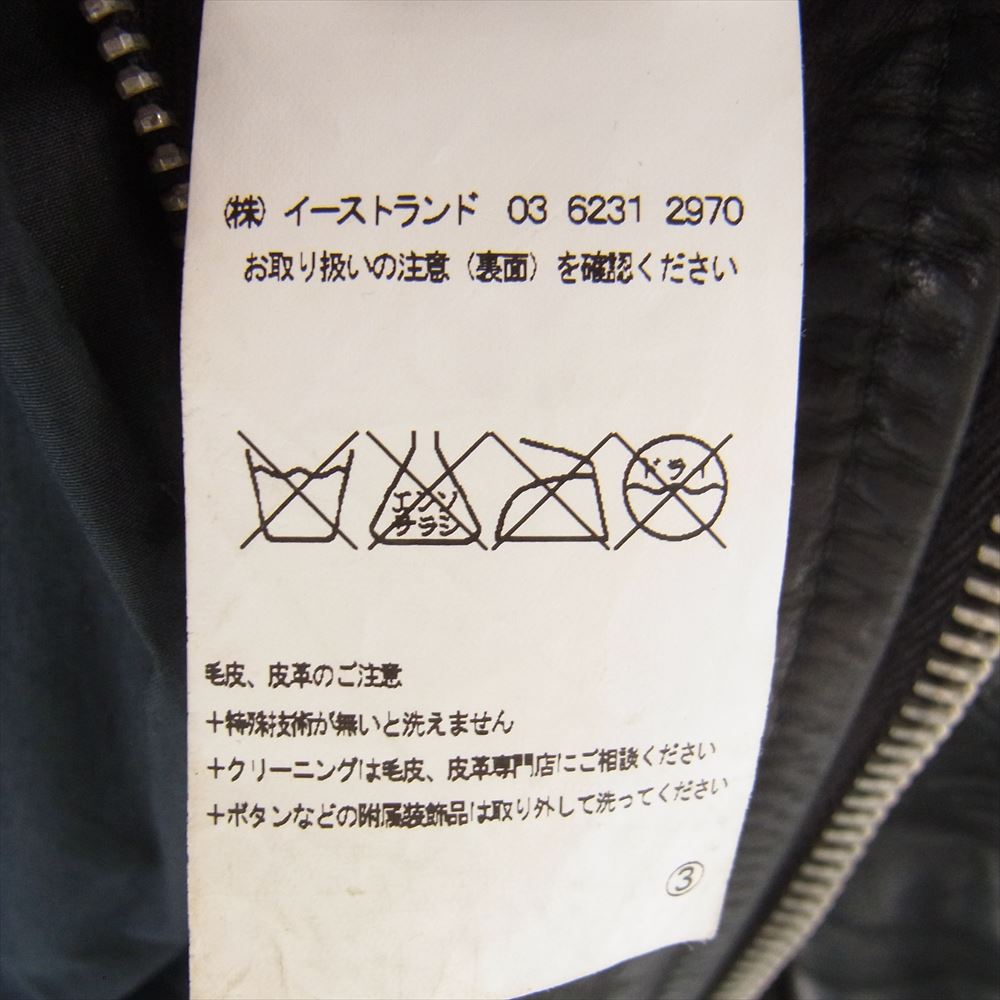 (株) イーストランド 03 6231 2970
お取り扱いの注意（裏面）を確認ください
エンソ サラシ
ドライ
毛皮、皮革のご注意
+特殊技術が無いと洗えません
+クリーニングは毛皮、皮革専門店にご相談ください
+ボタンなどの附属装飾品は取り外して洗ってください
③